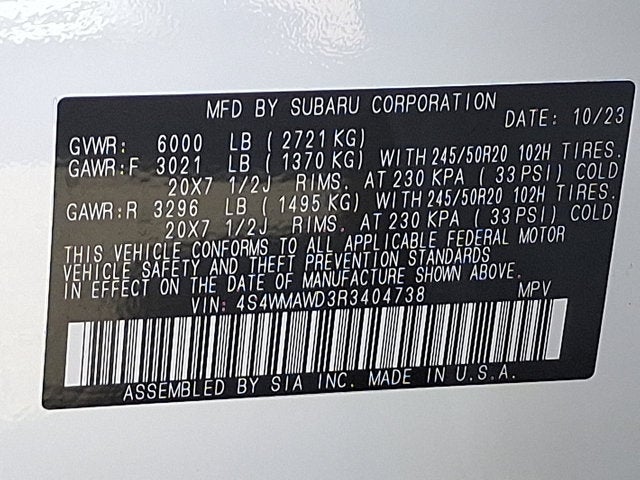 MFD BY SUBARU CORPORATION DATE: 10/23
GVWR: 6000 LB ( 2721 KG)
GAWR:F 3021 LB ( 1370 KG) WITH 245/50R20 102H TIRES.
20X7 1/2J RIMS. AT 230 KPA ( 33 PSI) COLD
GAWR:R 3296 LB ( 1495 KG) WITH 245/50R20 102H TIRES.
20X7 1/2J RIMS. AT 230 KPA ( 33 PSI) COLD
THIS VEHICLE CONFORMS TO ALL APPLICABLE FEDERAL MOTOR
VEHICLE SAFETY AND THEFT PREVENTION STANDARDS
IN EFFECT ON THE DATE OF MANUFACTURE SHOWN ABOVE.
VIN: 4S4WMAWD3R3404738 MPV
ASSEMBLED BY SIA INC. MADE IN U.S.A.